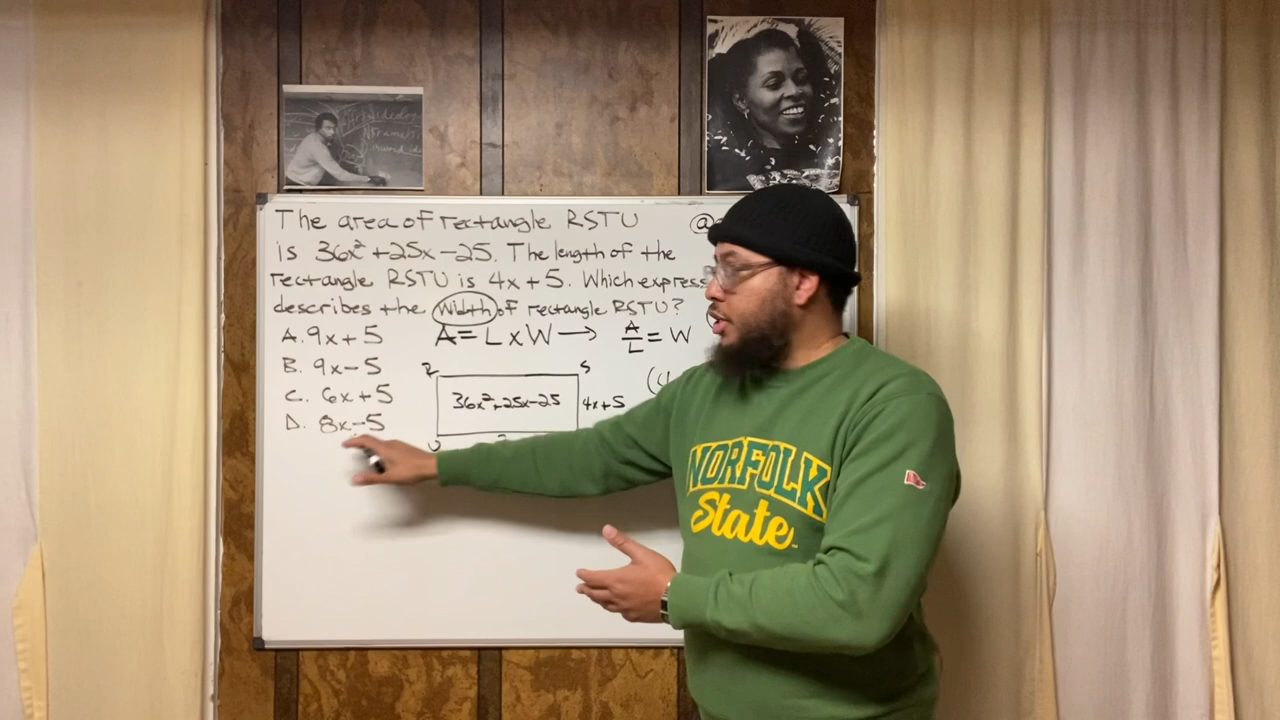 The area of rectangle RSTU @
is 36x² + 25x - 25. The length of the
rectangle RSTU is 4x + 5. Which express
describes the Width of rectangle RSTU?
A. 9x + 5
B. 9x - 5
C. 6x + 5
D. 8x - 5
A = L x W → A/L = W
R S
36x² + 25x - 25 4x + 5
U
(4
NORFOLK
State